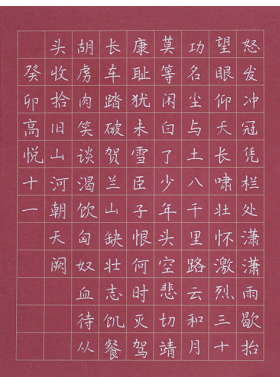 怒发冲冠凭栏处潇潇雨歇抬
望眼仰天长啸壮怀激烈三十
功名尘与土八千里路云和月
莫等闲白了少年头空悲切靖
康耻犹未雪臣子恨何时灭驾
长车踏破贺兰山缺壮志饥餐
胡虏肉笑谈渴饮匈奴血待从
头收拾旧山河朝天阙
癸卯高悦十一